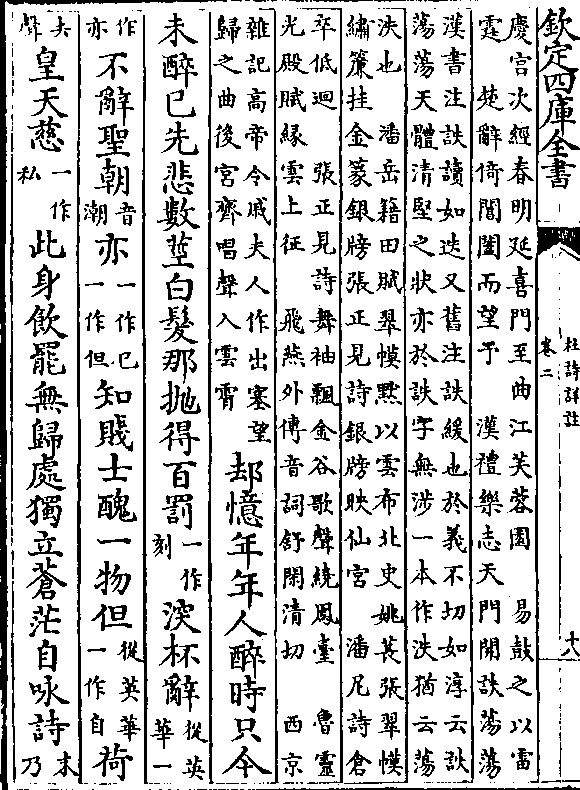 欽定四庫全書
杜詩詳註
卷二
十八
慶宫次經春明延喜門至曲江芙蓉園　易鼓之以雷
霆　楚辭倚閶闔而望予　漢禮樂志天門開詄蕩蕩
漢書注詄讀如迭又舊注詄緩也於義不切如淳云詄
蕩蕩天體清堅之狀亦於詄字無涉一本作泆猶云蕩
泆也　潘岳籍田賦翠幙黙以雲布北史姚萇張翠幙
繡簾挂金篆銀牓張正見詩銀牓映仙宫　潘尼詩倉
卒低迴　張正見詩舞袖飄金谷歌聲繞鳳臺　魯靈
光殿賦緣雲上征　飛燕外傳音詞舒閑清切　西京
雜記髙帝令戚夫人作出塞望
歸之曲後宮齊唱聲入雲霄
却憶年年人醉時只今
未醉已先悲數莖白髮那抛得百罰一作刻深杯辭從英華一
作亦不辭聖朝音潮亦一作已一作但知賤士醜一物但從英華一作自荷
去聲皇天慈一作私此身飲罷無歸處獨立蒼茫自咏詩末乃